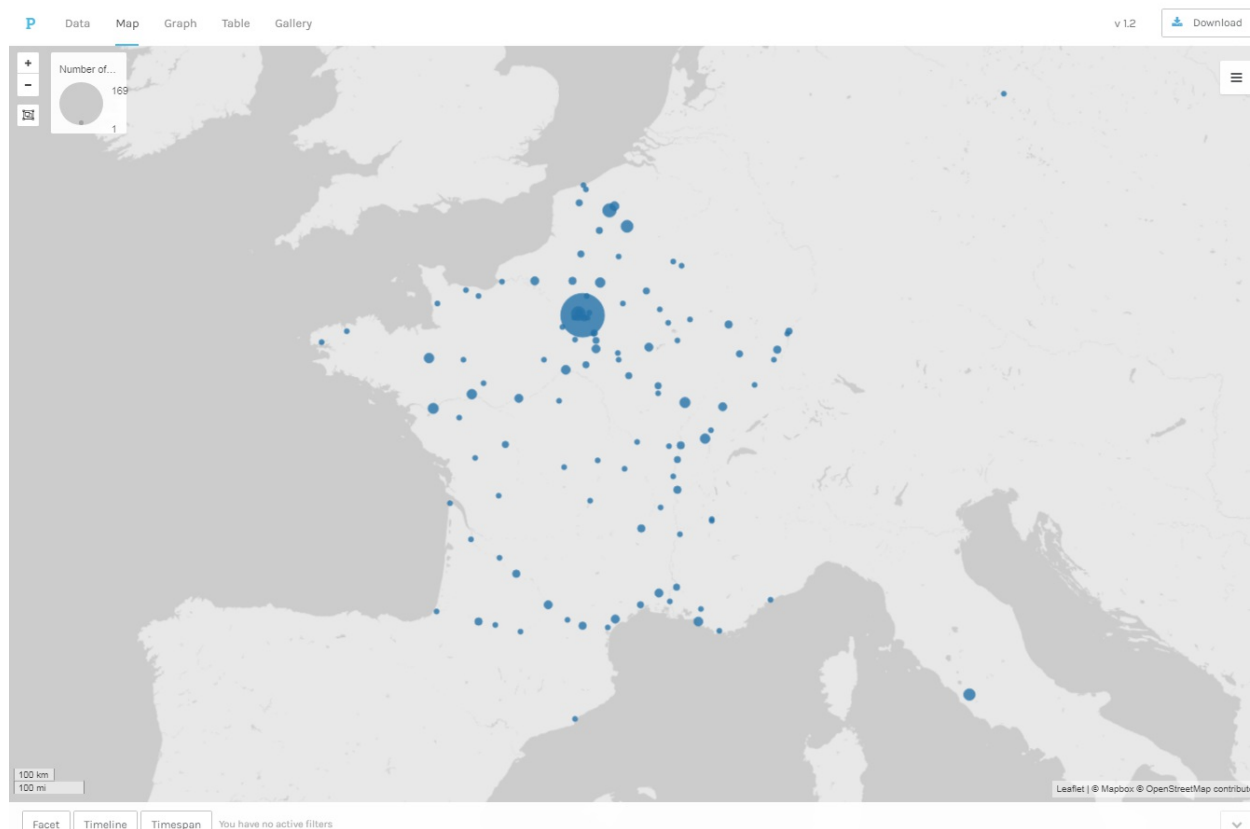 P Data Map Graph Table Gallery v 1.2 Download
+
Number of...
−
169
1
100 km
100 mi
Leaflet | © Mapbox © OpenStreetMap contribut
Facet Timeline Timespan You have no active filters